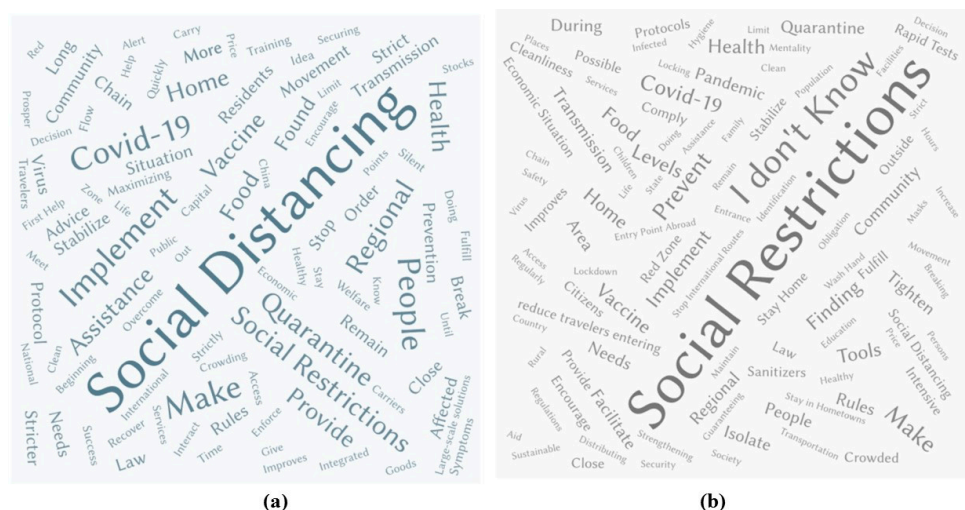 Red
Long
Alert
Carry
More
Price
Training
Securing
Idea
Strict
Community
Help
Quickly
Home
Residents
Movement
Limit
Transmission
Stocks
Prosper
Chain
Flow
Decision
Covid-19
Situation
Vaccine
Found
Encourage
Health
Virus
Travelers
Zone
Maximizing
Life
Capital
Food
China
Points
Silent
First Help
Advice
Stabilize
Implement
Public
Out
Social Distancing
Order
Stop
Regional
Prevention
Doing
Fulfill
Meet
Assistance
Overcome
Economic
Healthy
Stay
Welfare
Know
People
Break
Until
Protocol
National
Clean
Beginning
International
Strictly
Crowding
Quarantine
Social Restrictions
Remain
Carriers
Close
Make
Access
Provide
Affected
Large-scale solutions
Symptoms
Stricter
Needs
Success
Recover
Services
Law
Interact
Time
Rules
Enforce
Give
Improves
Integrated
Goods
(a)
During
Protocols
Infected
Hygiene
Limit
Quarantine
Decision
Rapid Tests
Places
Cleanliness
Possible
Services
Health
Mentality
Locking
Pandemic
Clean
Facilities
Economic Situation
Transmission
Covid-19
Comply
Population
Stabilize
I don't Know
Strict
Hours
Food
Children
Levels
Doing
Assistance
Family
Chain
Safety
Virus
Life
State
Prevent
Remain
Identification
Outside
Improves
Home
Entry Point Abroad
Entrance
Social Restrictions
Community
Masks
Increase
Area
Red Zone
Implement
Stop International Routes
Obligation
Movement
Breaking
Access
Regularly
Lockdown
Citizens
Vaccine
Stay Home
Wash Hand
Fulfill
Finding
Tighten
reduce travelers entering
Country
Needs
Education
Price
Social Distancing
Persons
Rural
Provide
Facilitate
Encourage
Regulations
Maintain
Regional
Law
Sanitizers
Healthy
Tools
Intensive
Guaranteeing
Stay in Hometowns
People
Rules
Make
Aid
Sustainable
Distributing
Close
Strengthening
Security
Society
Isolate
Transportation
Crowded
(b)